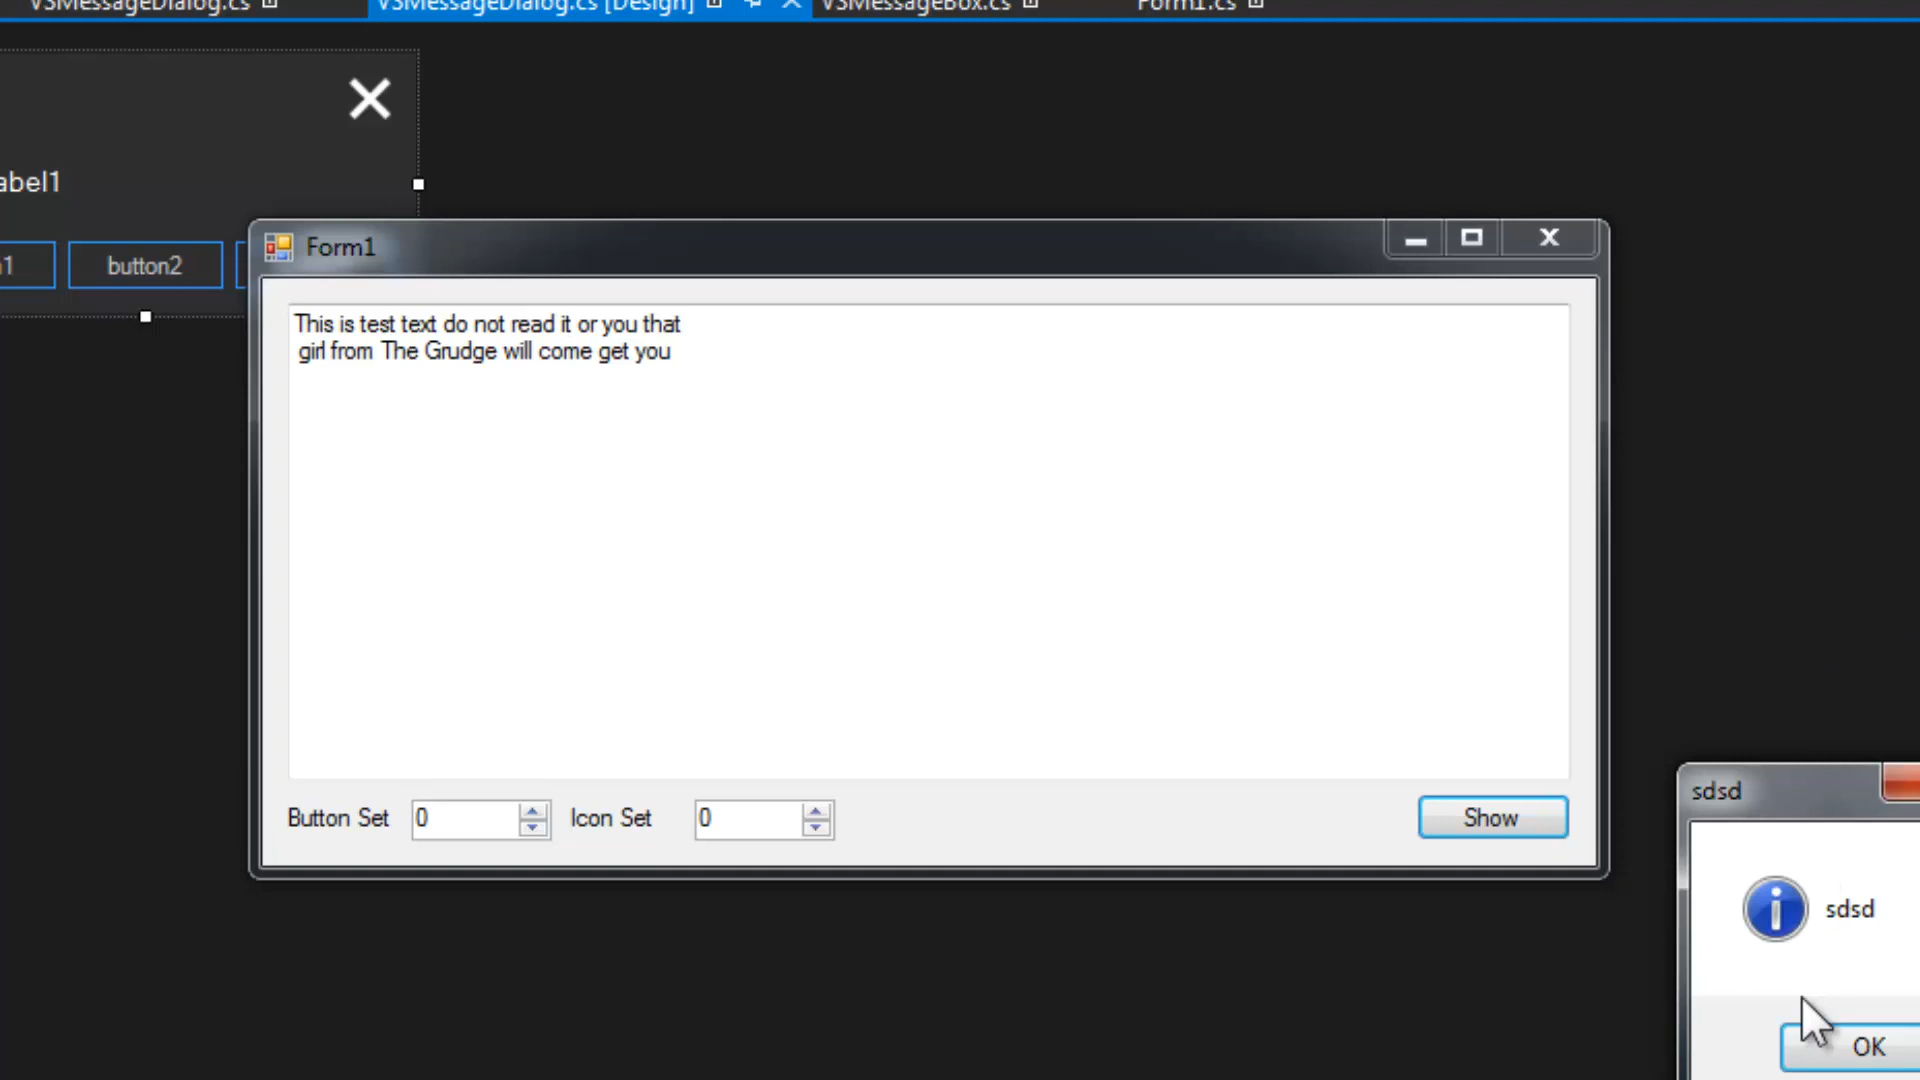 VSMessageDialog.cs
VSMessageDialog.cs [Design]
VSMessageBox.cs
Form1.cs
abel1
1
button2
Form1
This is test text do not read it or you that
girl from The Grudge will come get you
Button Set 0 Icon Set 0
Show
sdsd
sdsd
OK